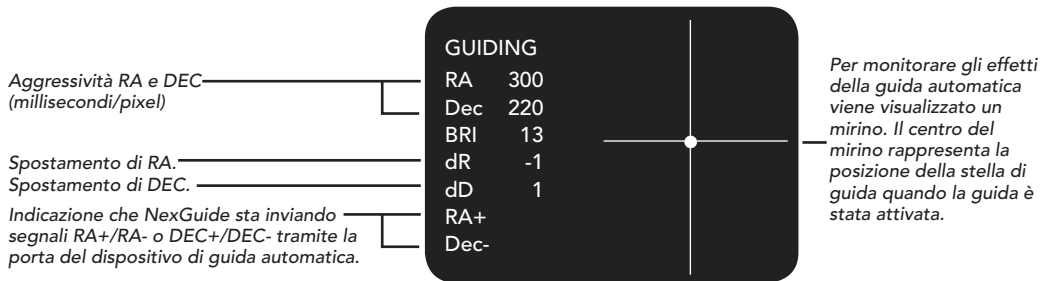 Aggressività RA e DEC
(millisecondi/pixel)
Spostamento di RA.
Spostamento di DEC.
Indicazione che NexGuide sta inviando
segnali RA+/RA- o DEC+/DEC- tramite la
porta del dispositivo di guida automatica.
GUIDING
RA 300
Dec 220
BRI 13
dR -1
dD 1
RA+
Dec-
Per monitorare gli effetti
della guida automatica
viene visualizzato un
mirino. Il centro del
mirino rappresenta la
posizione della stella di
guida quando la guida è
stata attivata.